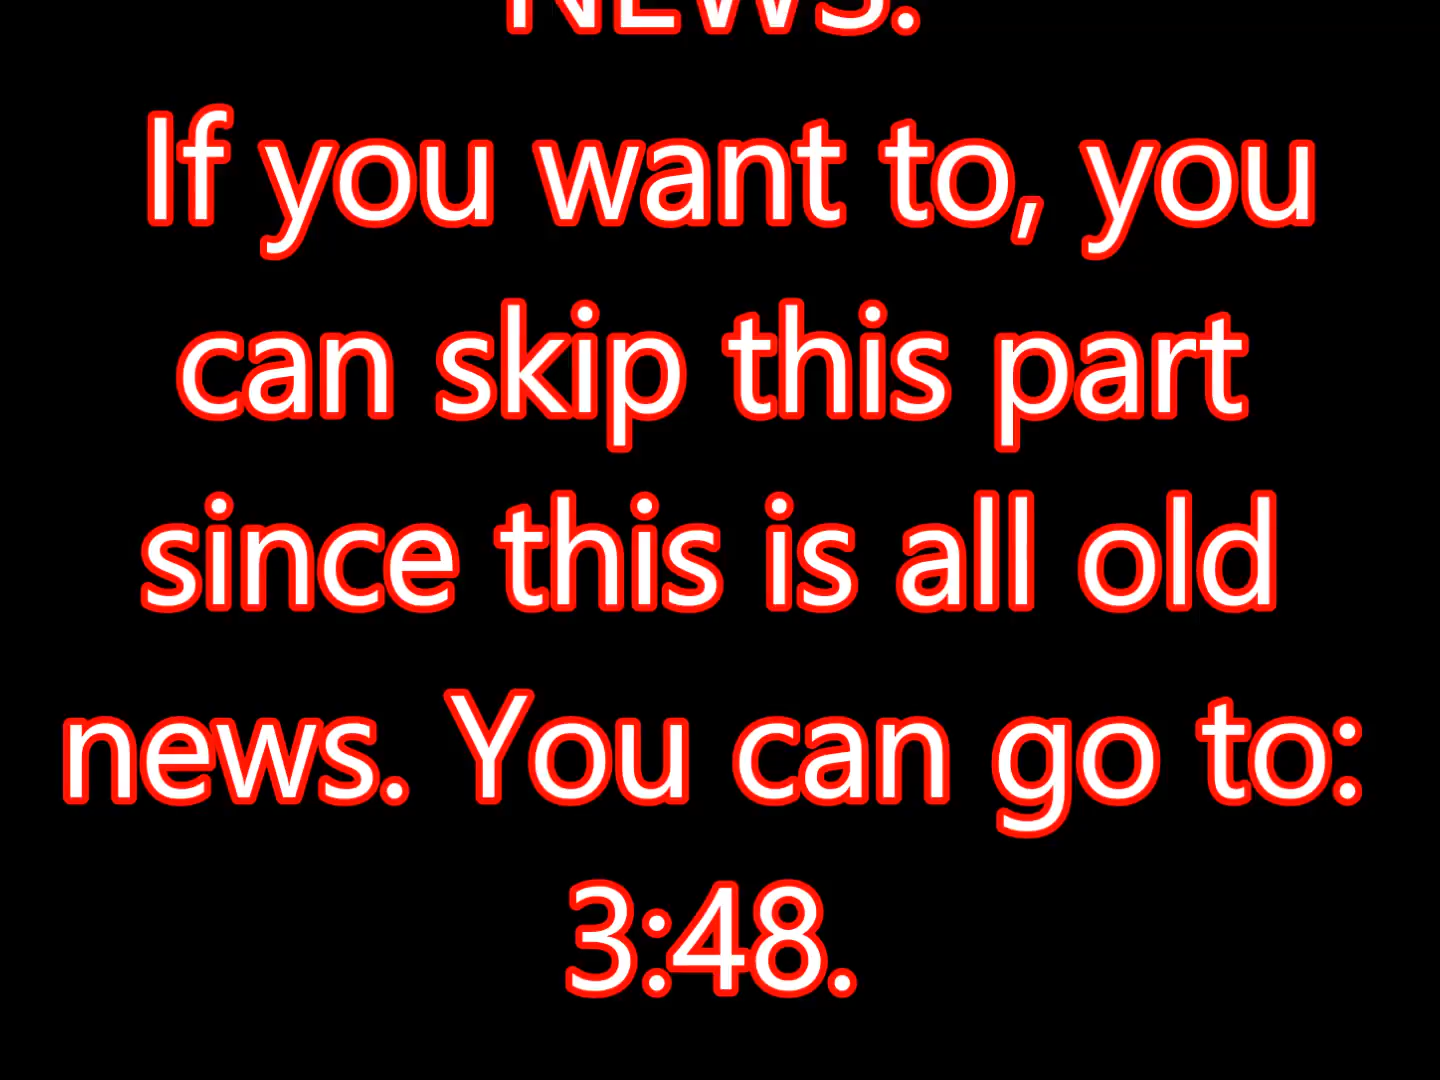 NEWS.
If you want to, you
can skip this part
since this is all old
news. You can go to:
3:48.